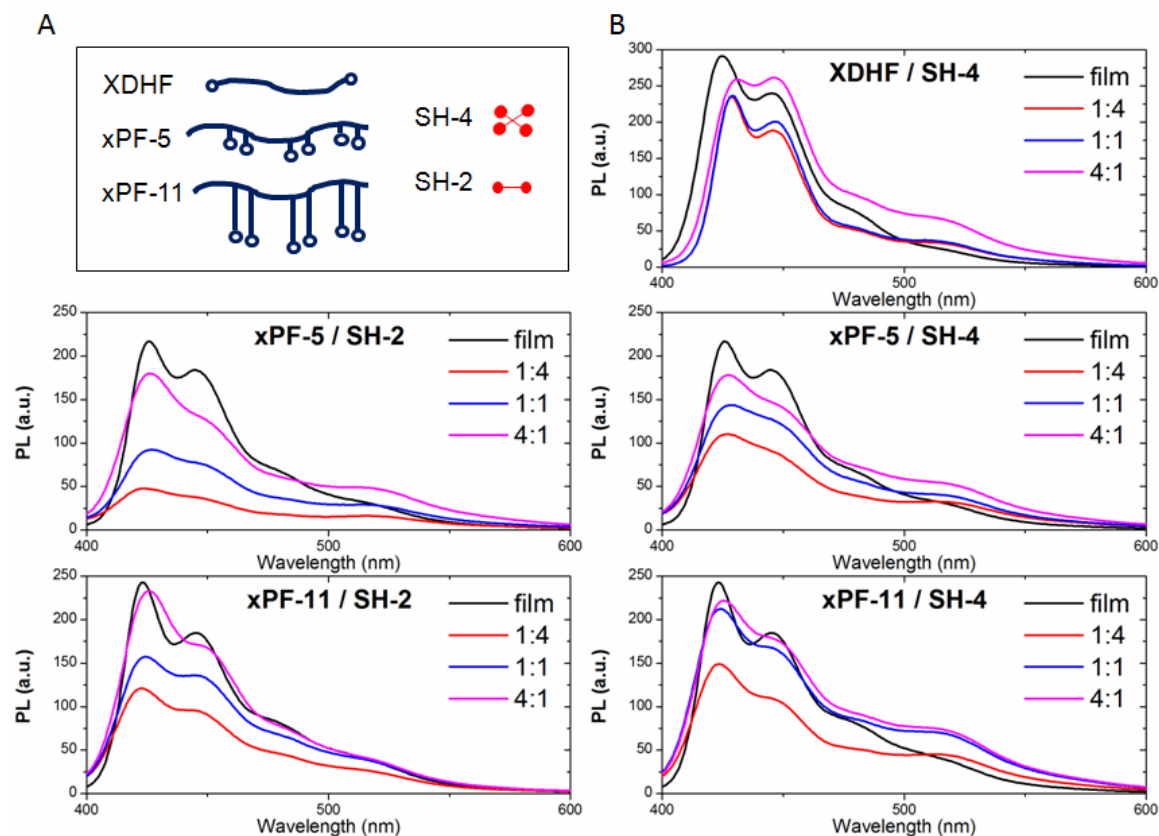 A
XDHF
xPF-5
xPF-11
SH-4
SH-2
B
XDHF / SH-4
film
1:4
1:1
4:1
PL (a.u.)
300
250
200
150
100
50
0
400
500
600
Wavelength (nm)
xPF-5 / SH-2
film
1:4
1:1
4:1
PL (a.u.)
250
200
150
100
50
0
400
500
600
Wavelength (nm)
xPF-5 / SH-4
film
1:4
1:1
4:1
PL (a.u.)
250
200
150
100
50
0
400
500
600
Wavelength (nm)
xPF-11 / SH-2
film
1:4
1:1
4:1
PL (a.u.)
250
200
150
100
50
0
400
500
600
Wavelength (nm)
xPF-11 / SH-4
film
1:4
1:1
4:1
PL (a.u.)
250
200
150
100
50
0
400
500
600
Wavelength (nm)